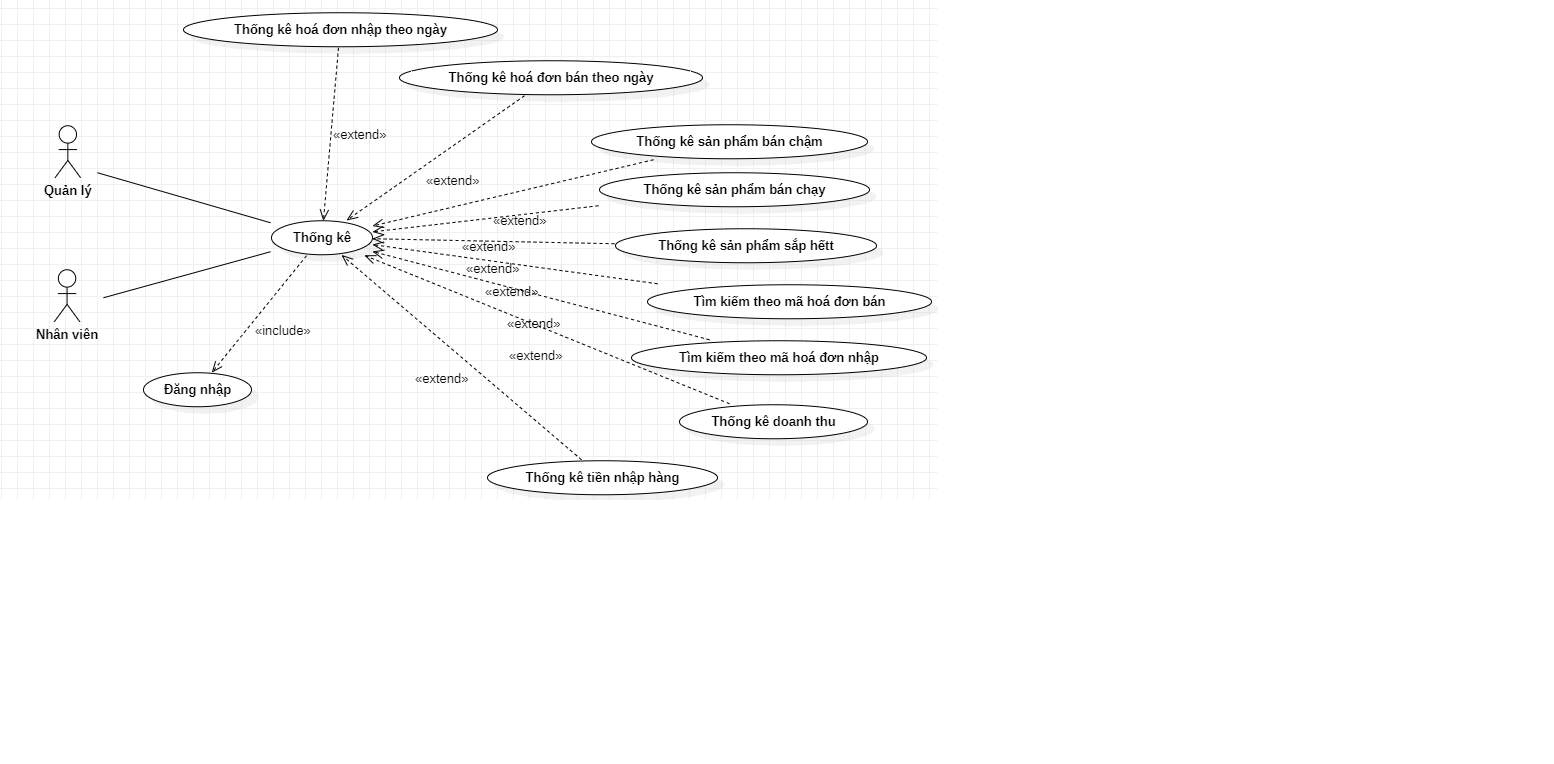 Thống kê hoá đơn nhập theo ngày
Thống kê hoá đơn bán theo ngày
«extend»
Thống kê sản phẩm bán chậm
«extend»
Quản lý
Thống kê sản phẩm bán chạy
«extend»
Thống kê
Thống kê sản phẩm sắp hếtt
«extend»
«extend»
«extend»
Tìm kiếm theo mã hoá đơn bán
«extend»
Nhân viên
«include»
«extend»
Tìm kiếm theo mã hoá đơn nhập
«extend»
Đăng nhập
Thống kê doanh thu
Thống kê tiền nhập hàng